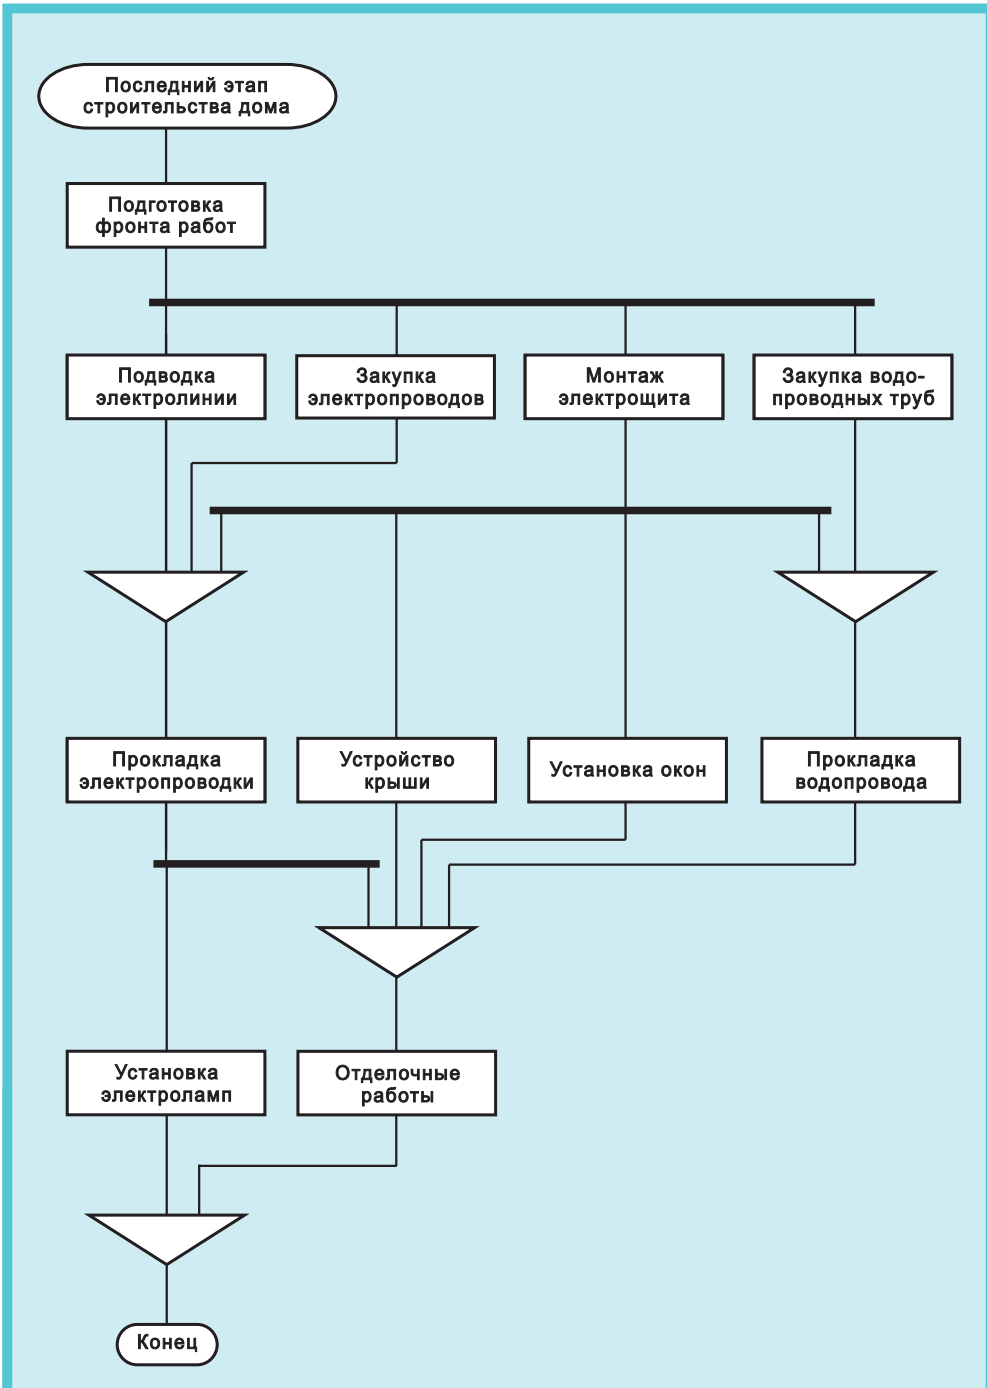 Последний этап
строительства дома
Подготовка
фронта работ
Подводка
электролинии
Закупка
электропроводов
Монтаж
электрощита
Закупка водо-
проводных труб
Прокладка
электропроводки
Устройство
крыши
Установка окон
Прокладка
водопровода
Установка
электроламп
Отделочные
работы
Конец